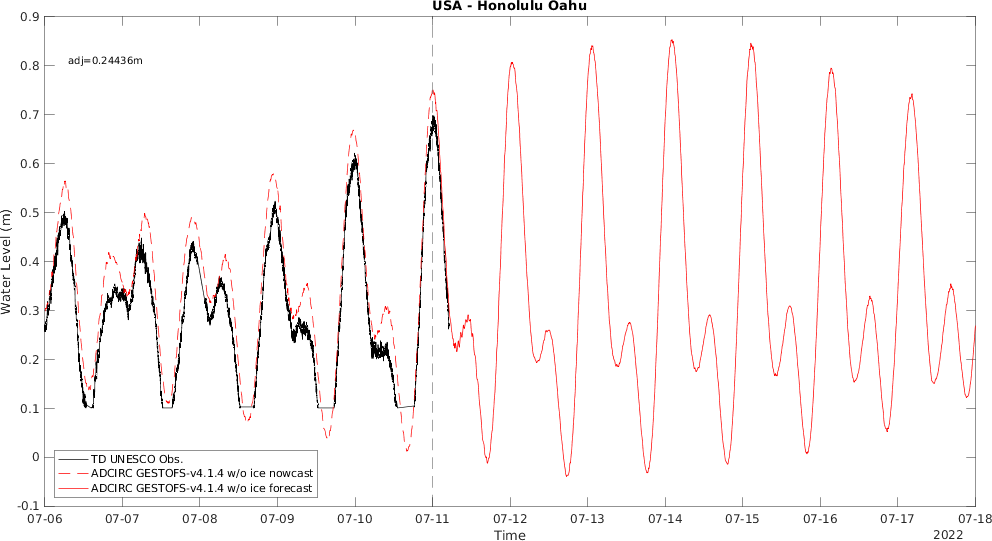 USA - Honolulu Oahu
adj=0.24436m
0.9
0.8
0.7
0.6
0.5
0.4
0.3
0.2
0.1
0
-0.1
Water Level (m)
TD UNESCO Obs.
ADCIRC GESTOFS-v4.1.4 w/o ice nowcast
ADCIRC GESTOFS-v4.1.4 w/o ice forecast
07-06 07-07 07-08 07-09 07-10 07-11 07-12 07-13 07-14 07-15 07-16 07-17 07-18
Time
2022